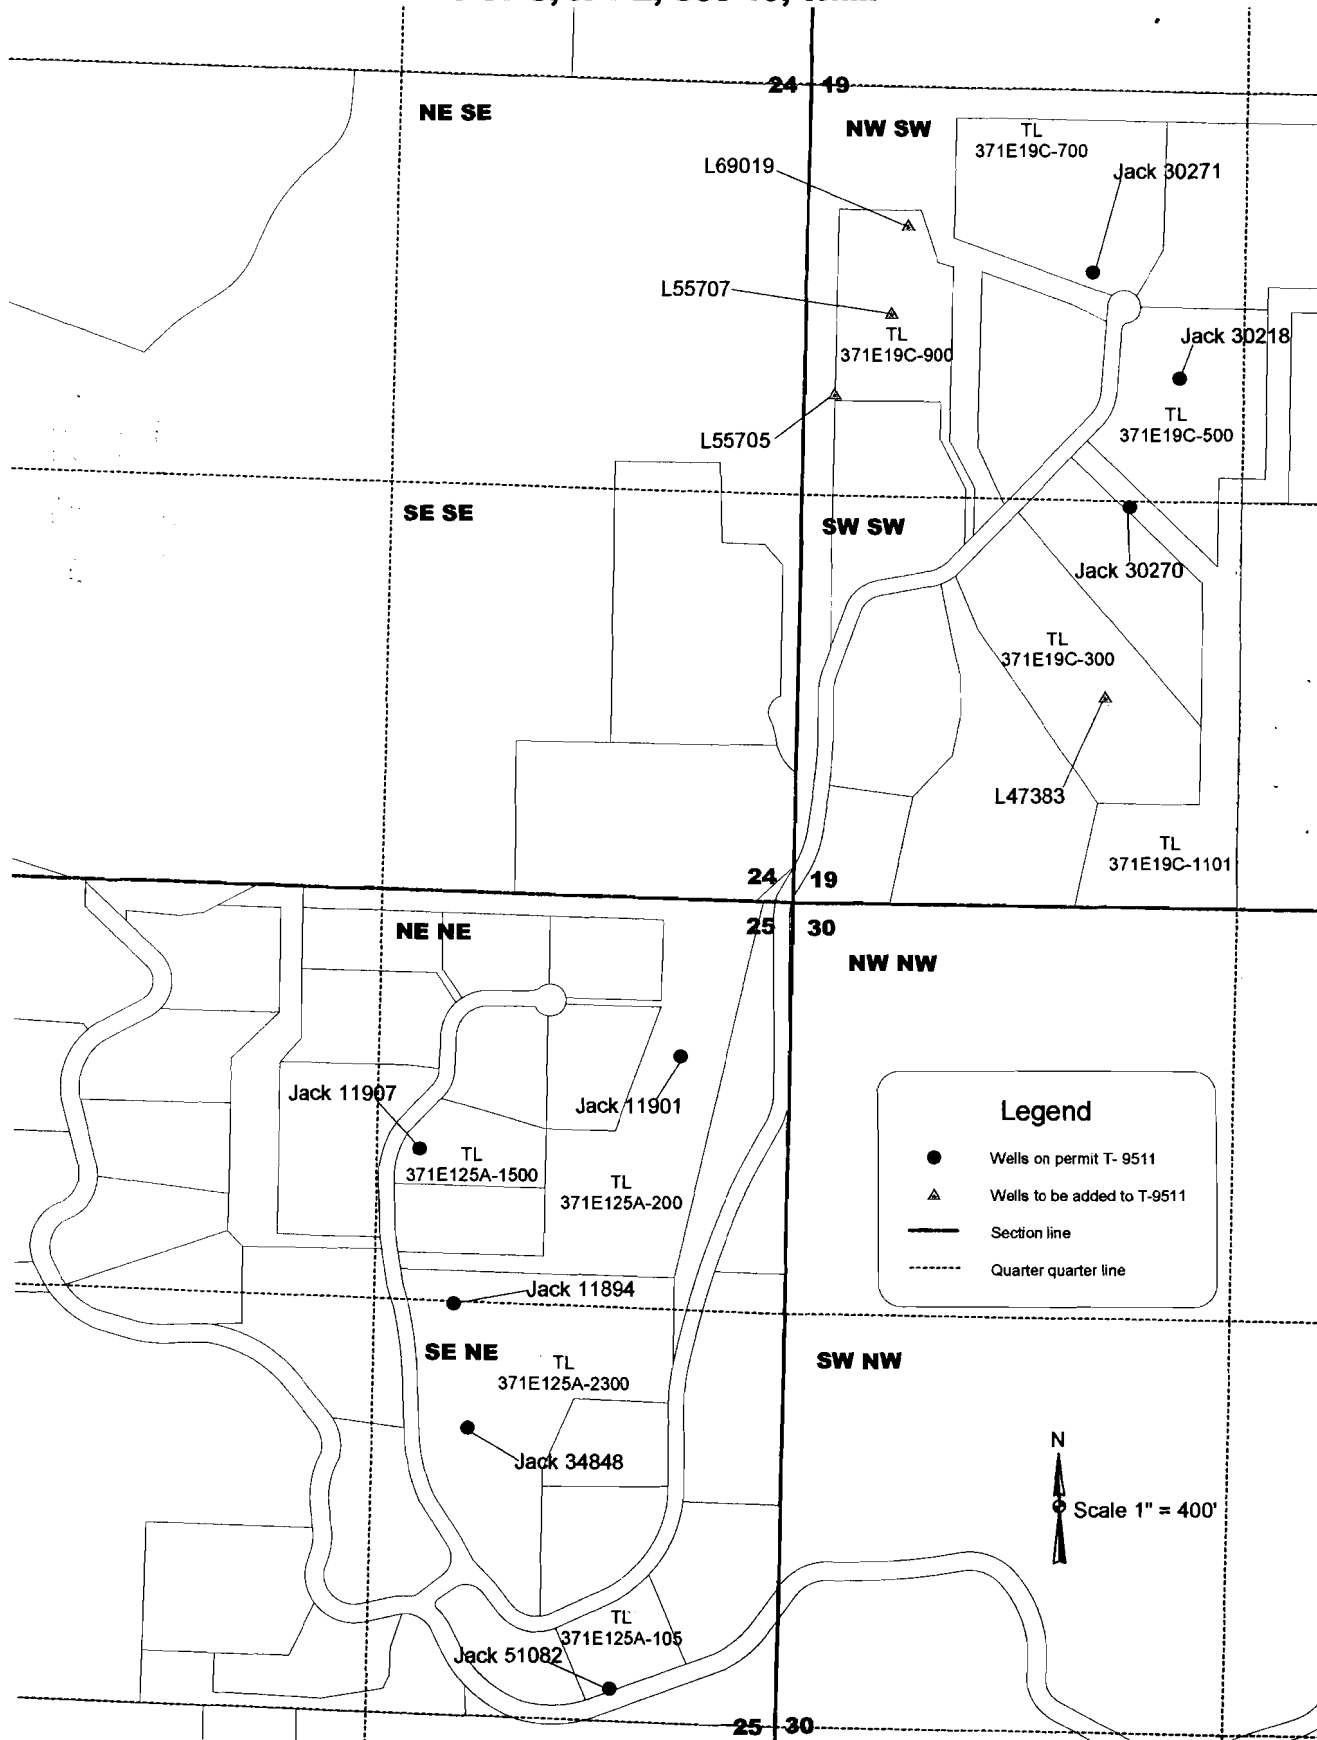 24 19
NE SE
NW SW
TL
371E19C-700
L69019
Jack 30271
L55707
TL
371E19C-900
Jack 30218
L55705
TL
371E19C-500
SE SE
SW SW
Jack 30270
TL
371E19C-300
L47383
TL
371E19C-1101
24 19
25 30
NE NE
NW NW
Jack 11907
Jack 11901
TL
371E125A-1500
TL
371E125A-200
Legend
Wells on permit T- 9511
Wells to be added to T-9511
Section line
Quarter quarter line
Jack 11894
SE NE
TL
371E125A-2300
SW NW
Jack 34848
N
Scale 1" = 400'
TL
371E125A-105
Jack 51082
25 30